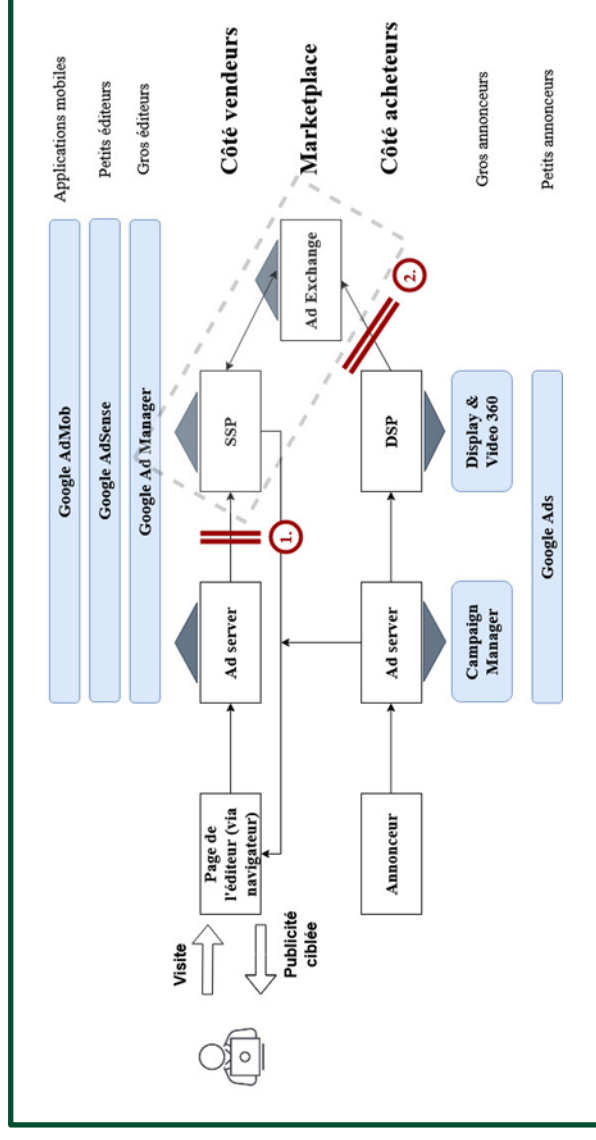 Google AdMob
Applications mobiles
Google AdSense
Petits éditeurs
Google Ad Manager
Gros éditeurs
Visite
Publicité
ciblée
Page de
l'éditeur (via
navigateur)
Ad server
1.
SSP
Côté vendeurs
Ad Exchange
Marketplace
2.
Annonceur
Ad server
DSP
Côté acheteurs
Campaign
Manager
Display &
Video 360
Gros annonceurs
Google Ads
Petits annonceurs